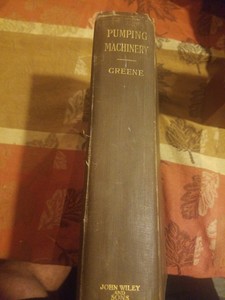 PUMPING
MACHINERY
GREENE
JOHN WILEY
AND
SONS